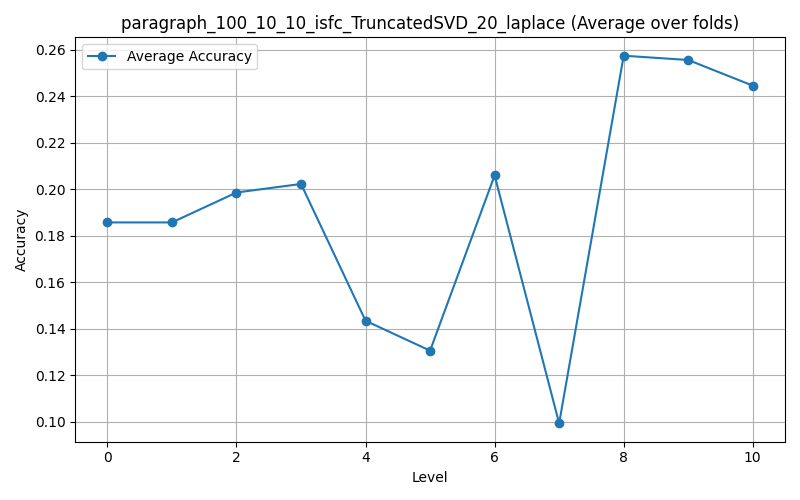 paragraph_100_10_10_isfc_TruncatedSVD_20_laplace (Average over folds)
Average Accuracy
0.26
0.24
0.22
0.20
0.18
0.16
0.14
0.12
0.10
Accuracy
0 2 4 6 8 10
Level